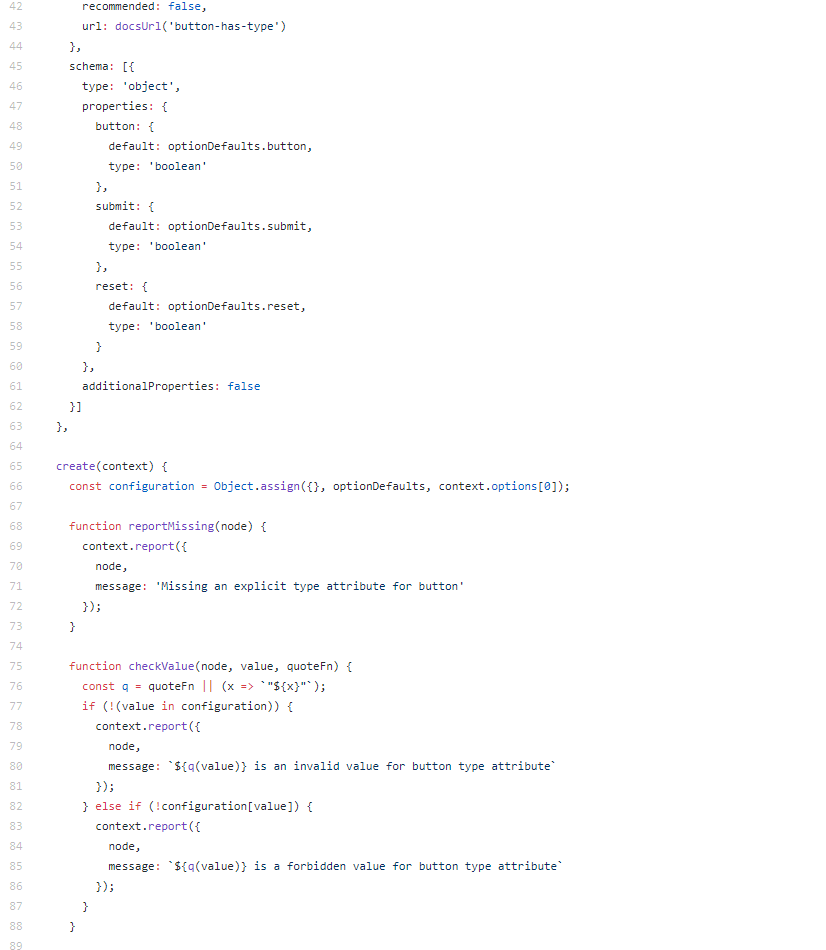 42 recommended: false,
43 url: docsUrl('button-has-type')
44 },
45 schema: [{
46 type: 'object',
47 properties: {
48 button: {
49 default: optionDefaults.button,
50 type: 'boolean'
51 },
52 submit: {
53 default: optionDefaults.submit,
54 type: 'boolean'
55 },
56 reset: {
57 default: optionDefaults.reset,
58 type: 'boolean'
59 }
60 },
61 additionalProperties: false
62 }]
63 },
64
65 create(context) {
66 const configuration = Object.assign({}, optionDefaults, context.options[0]);
67
68 function reportMissing(node) {
69 context.report({
70 node,
71 message: 'Missing an explicit type attribute for button'
72 });
73 }
74
75 function checkValue(node, value, quoteFn) {
76 const q = quoteFn || (x => `"${x}"`);
77 if (!(value in configuration)) {
78 context.report({
79 node,
80 message: `${q(value)} is an invalid value for button type attribute`
81 });
82 } else if (!configuration[value]) {
83 context.report({
84 node,
85 message: `${q(value)} is a forbidden value for button type attribute`
86 });
87 }
88 }
89